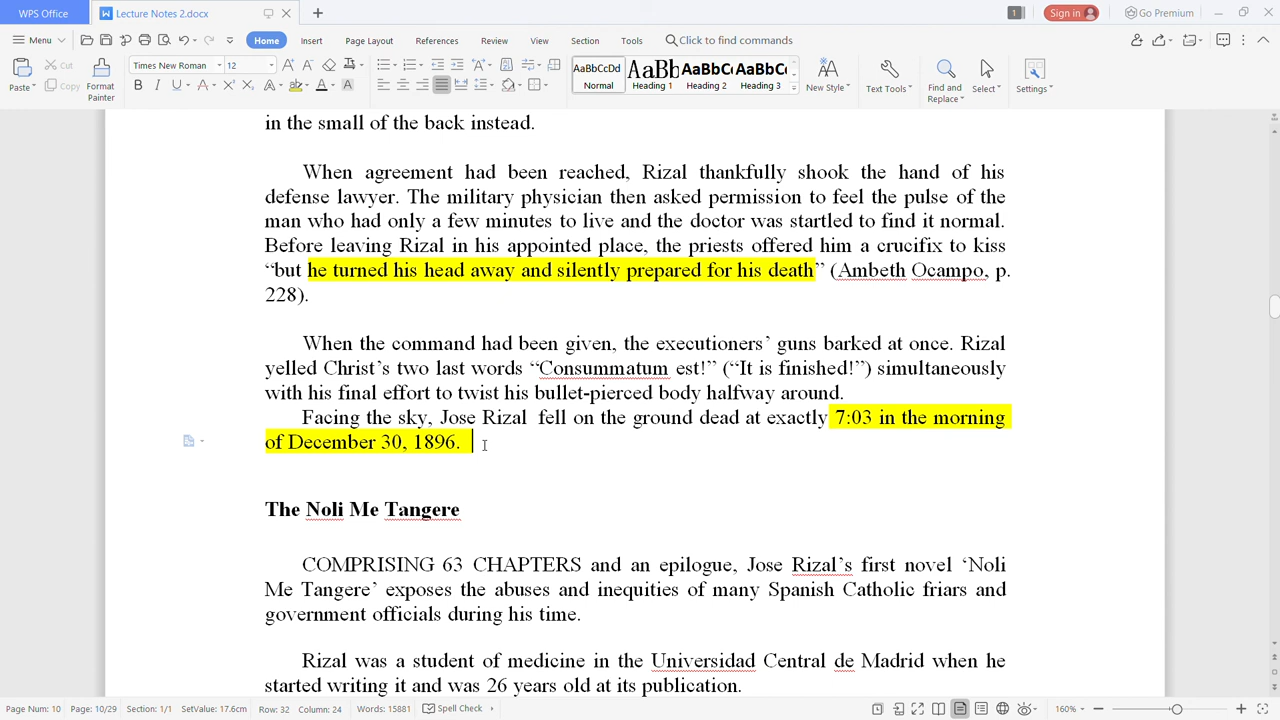 WPS Office
Lecture Notes 2.docx
1
Sign in
Go Premium
Menu
Home
Insert
Page Layout
References
Review
View
Section
Tools
Click to find commands
Paste
Cut
Copy
Format Painter
Times New Roman
12
AaBbCcDd
Normal
AaBb
Heading 1
AaBbC
Heading 2
AaBbC
Heading 3
New Style
Text Tools
Find and Replace
Select
Settings
in the small of the back instead.
When agreement had been reached, Rizal thankfully shook the hand of his
defense lawyer. The military physician then asked permission to feel the pulse of the
man who had only a few minutes to live and the doctor was startled to find it normal.
Before leaving Rizal in his appointed place, the priests offered him a crucifix to kiss
“but he turned his head away and silently prepared for his death” (Ambeth Ocampo, p.
228).
When the command had been given, the executioners’ guns barked at once. Rizal
yelled Christ’s two last words “Consummatum est!” (“It is finished!”) simultaneously
with his final effort to twist his bullet-pierced body halfway around.
Facing the sky, Jose Rizal fell on the ground dead at exactly 7:03 in the morning
of December 30, 1896.
The Noli Me Tangere
COMPRISING 63 CHAPTERS and an epilogue, Jose Rizal’s first novel ‘Noli
Me Tangere’ exposes the abuses and inequities of many Spanish Catholic friars and
government officials during his time.
Rizal was a student of medicine in the Universidad Central de Madrid when he
started writing it and was 26 years old at its publication.
Page Num: 10
Page: 10/29
Section: 1/1
SetValue: 17.6cm
Row: 32
Column: 24
Words: 15881
Spell Check
160%